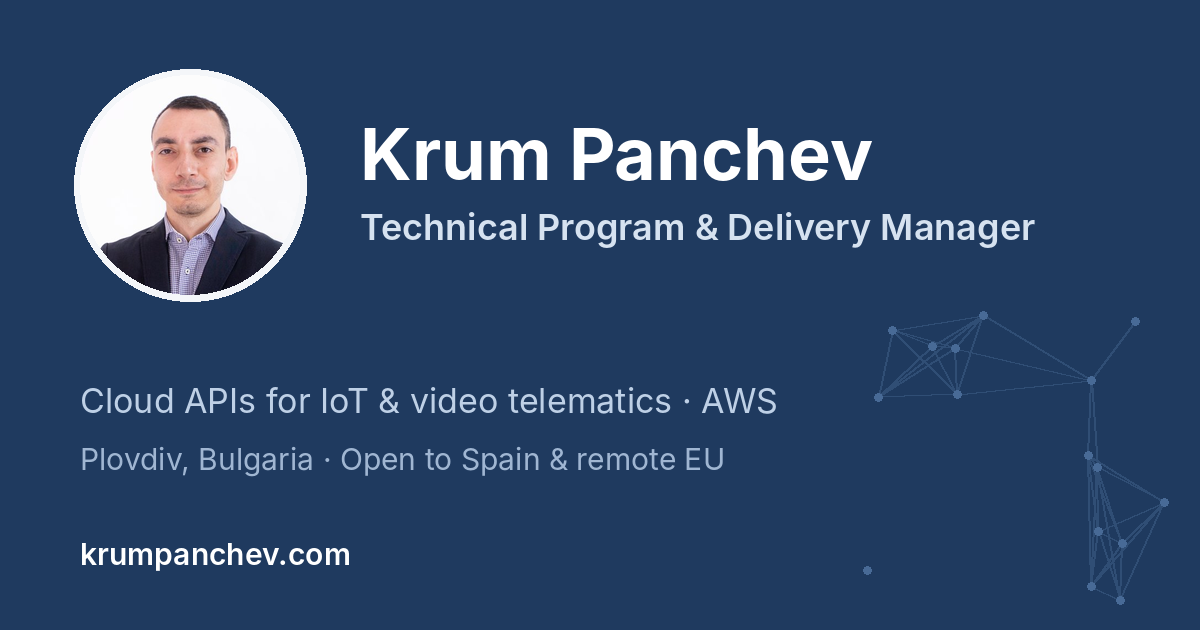 Krum Panchev
Technical Program & Delivery Manager
Cloud APIs for IoT & video telematics · AWS
Plovdiv, Bulgaria · Open to Spain & remote EU
krumpanchev.com